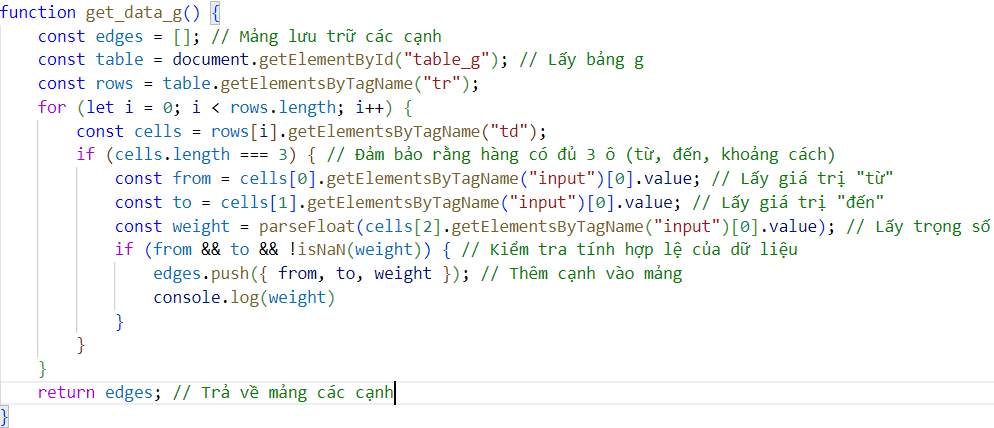 function get_data_g() {
    const edges = []; // Mảng lưu trữ các cạnh
    const table = document.getElementById("table_g"); // Lấy bảng g
    const rows = table.getElementsByTagName("tr");
    for (let i = 0; i < rows.length; i++) {
        const cells = rows[i].getElementsByTagName("td");
        if (cells.length === 3) { // Đảm bảo rằng hàng có đủ 3 ô (từ, đến, khoảng cách)
            const from = cells[0].getElementsByTagName("input")[0].value; // Lấy giá trị "từ"
            const to = cells[1].getElementsByTagName("input")[0].value; // Lấy giá trị "đến"
            const weight = parseFloat(cells[2].getElementsByTagName("input")[0].value); // Lấy trọng số
            if (from && to && !isNaN(weight)) { // Kiểm tra tính hợp lệ của dữ liệu
                edges.push({ from, to, weight }); // Thêm cạnh vào mảng
                console.log(weight)
            }
        }
    }
    return edges; // Trả về mảng các cạnh
}